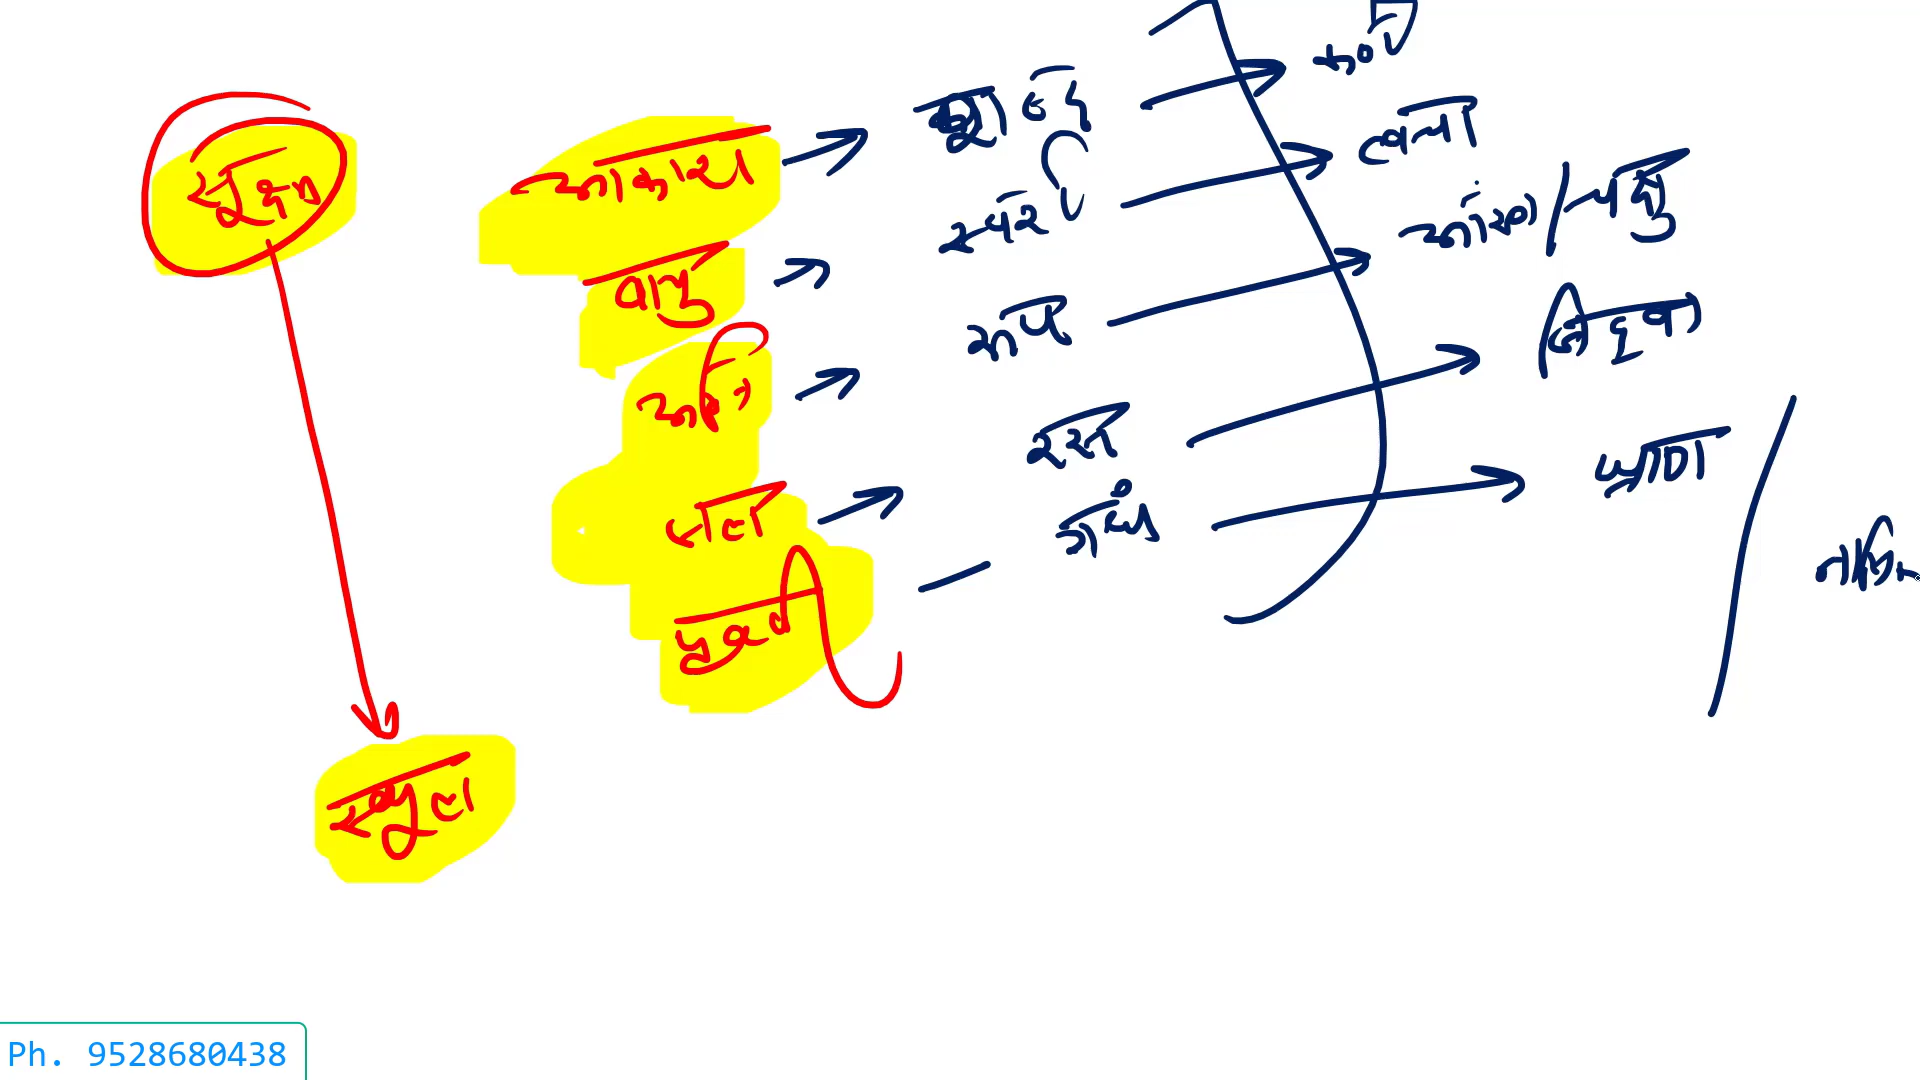 सूक्ष्म
आकाश → शब्द → कर्ण
वायु → स्पर्श → त्वचा
अग्नि → रूप → आंख / चक्षु
जल → रस → जिह्वा
पृथ्वी – गंध → घ्राण /
स्थुल
Ph. 9528680438